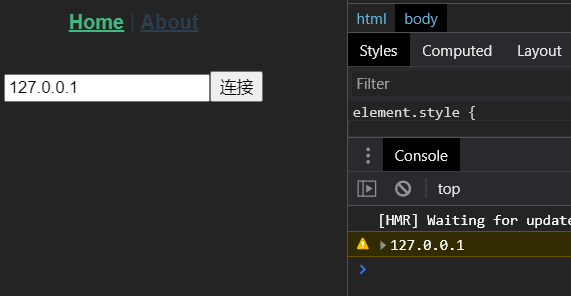 Home | About
127.0.0.1 连接
html body
Styles Computed Layout
Filter
element.style {
Console
top
[HMR] Waiting for update
127.0.0.1